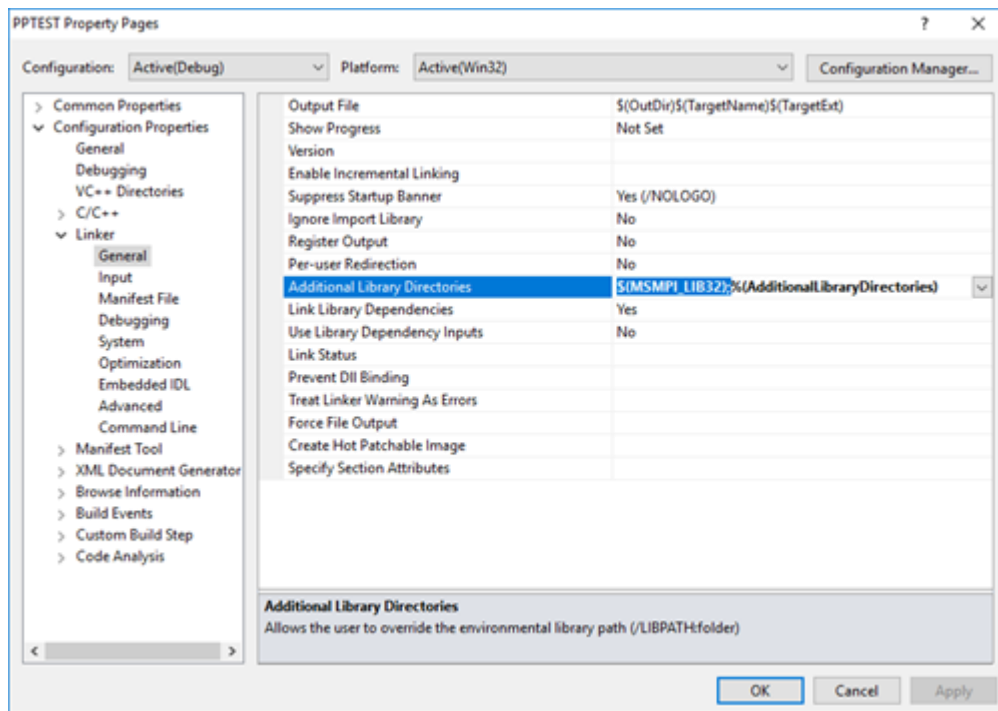 PPTEST Property Pages
Configuration: Active(Debug) Platform: Active(Win32) Configuration Manager...
Common Properties
Configuration Properties
General
Debugging
VC++ Directories
C/C++
Linker
General
Input
Manifest File
Debugging
System
Optimization
Embedded IDL
Advanced
Command Line
Manifest Tool
XML Document Generator
Browse Information
Build Events
Custom Build Step
Code Analysis
Output File $(OutDir)$(TargetName)$(TargetExt)
Show Progress Not Set
Version
Enable Incremental Linking
Suppress Startup Banner Yes (/NOLOGO)
Ignore Import Library No
Register Output No
Per-user Redirection No
Additional Library Directories $(MSMPI_LIB32);%(AdditionalLibraryDirectories)
Link Library Dependencies Yes
Use Library Dependency Inputs No
Link Status
Prevent Dll Binding
Treat Linker Warning As Errors
Force File Output
Create Hot Patchable Image
Specify Section Attributes
Additional Library Directories
Allows the user to override the environmental library path (/LIBPATH:folder)
OK Cancel Apply